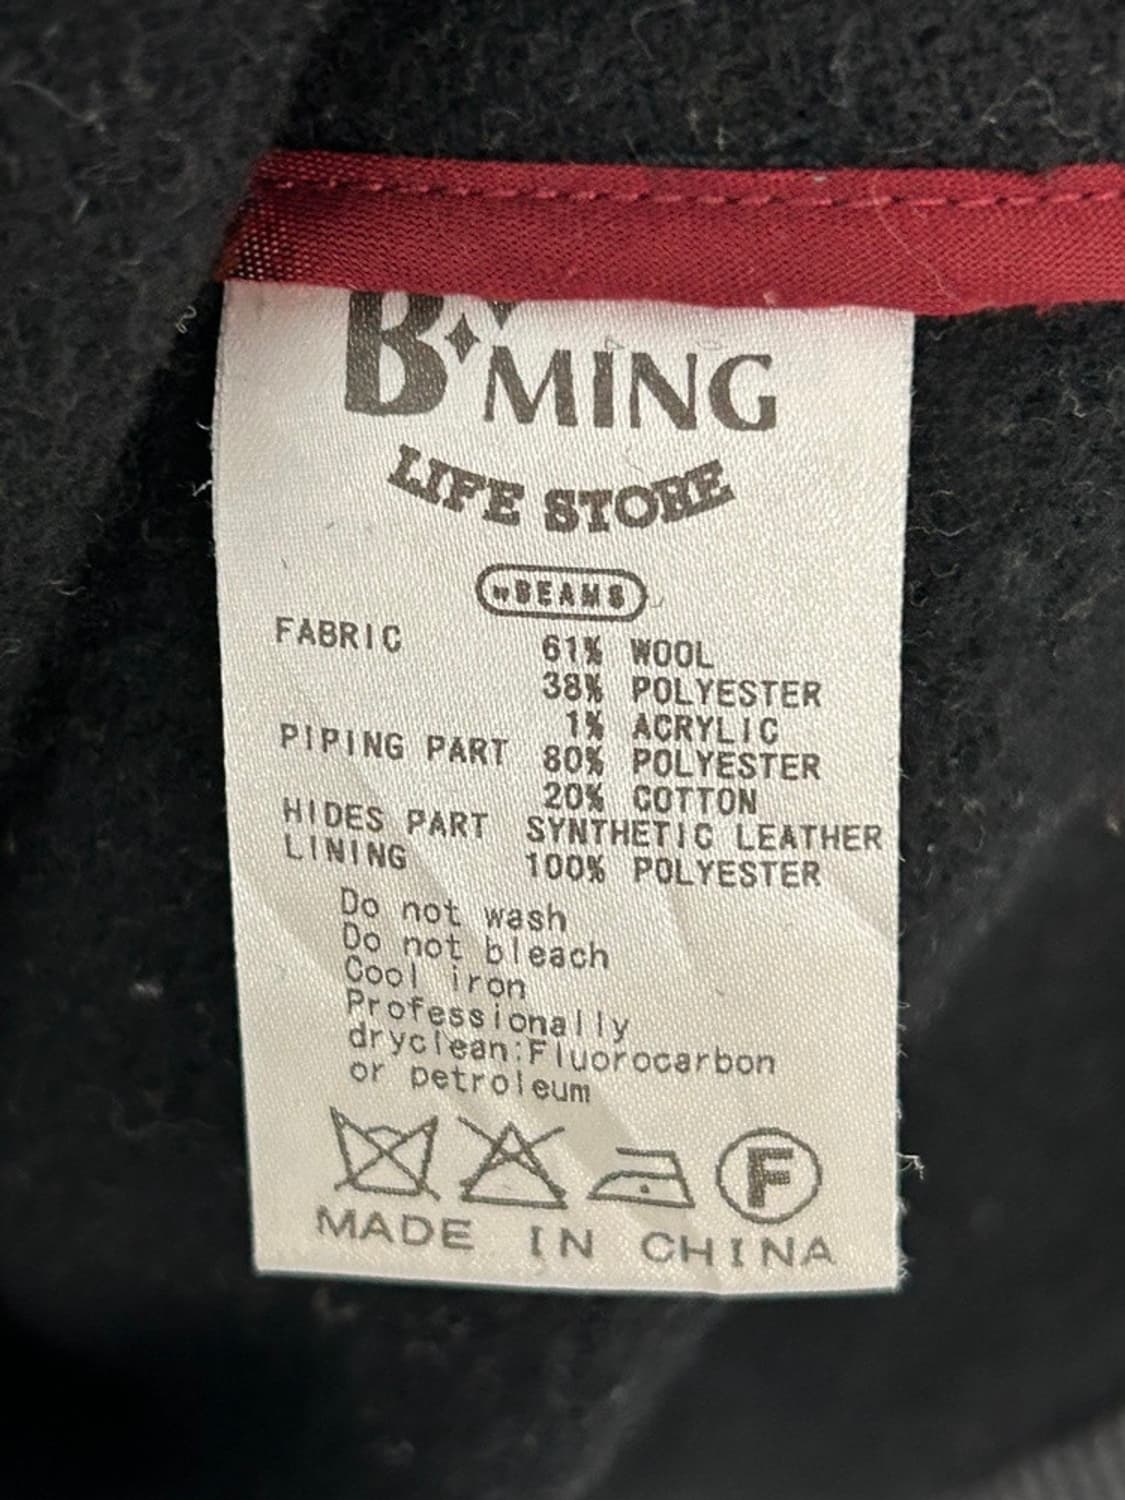 B MING
LIFE STORE
BEAMS
FABRIC 61% WOOL
38% POLYESTER
1% ACRYLIC
PIPING PART 80% POLYESTER
20% COTTON
HIDES PART SYNTHETIC LEATHER
LINING 100% POLYESTER
Do not wash
Do not bleach
Cool iron
Professionally
dryclean:Fluorocarbon
or petroleum
F
MADE IN CHINA